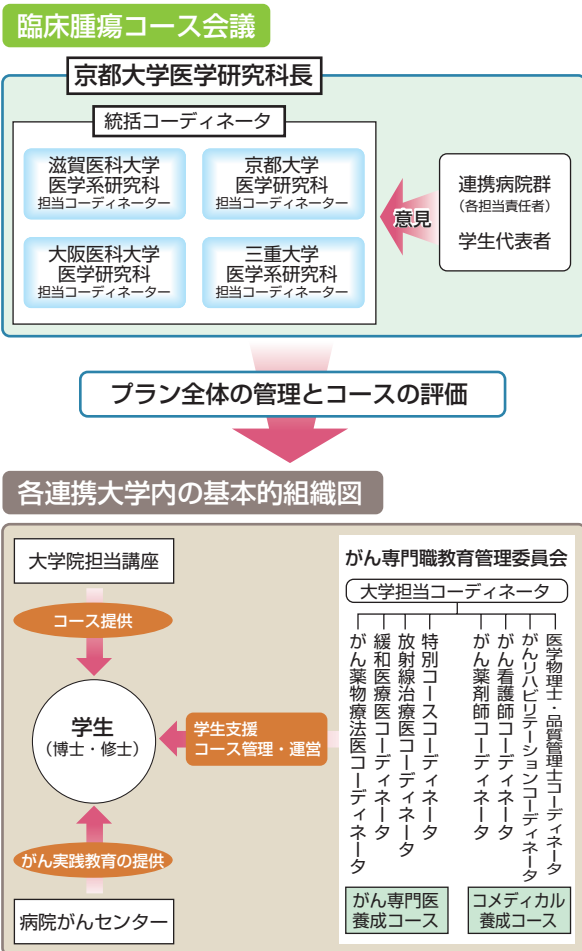 臨床腫瘍コース会議
京都大学医学研究科長
統括コーディネータ
滋賀医科大学
医学系研究科
担当コーディネーター
京都大学
医学研究科
担当コーディネーター
大阪医科大学
医学研究科
担当コーディネーター
三重大学
医学系研究科
担当コーディネーター
意見
連携病院群
(各担当責任者)
学生代表者
プラン全体の管理とコースの評価
各連携大学内の基本的組織図
大学院担当講座
コース提供
学生
(博士・修士)
がん実践教育の提供
病院がんセンター
学生支援
コース管理・運営
がん専門職教育管理委員会
大学担当コーディネータ
がん薬物療法医コーディネータ
緩和医療医コーディネータ
放射線治療医コーディネータ
特別コースコーディネータ
がん薬剤師コーディネータ
がん看護師コーディネータ
がんリハビリテーションコーディネータ
医学物理士・品質管理士コーディネータ
がん専門医
養成コース
コメディカル
養成コース